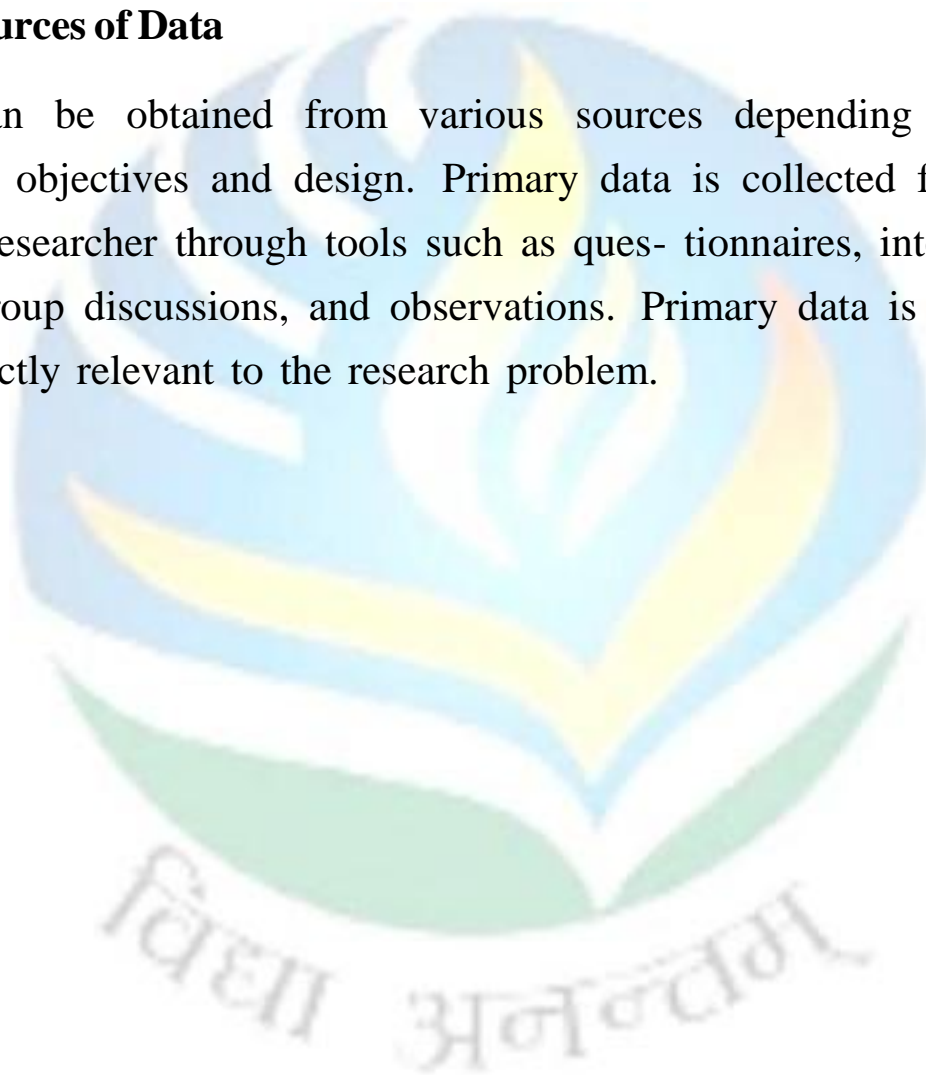 urces of Data
n be obtained from various sources depending
objectives and design. Primary data is collected f
esearcher through tools such as ques- tionnaires, int
oup discussions, and observations. Primary data is
ctly relevant to the research problem.
विद्या अनन्तम्